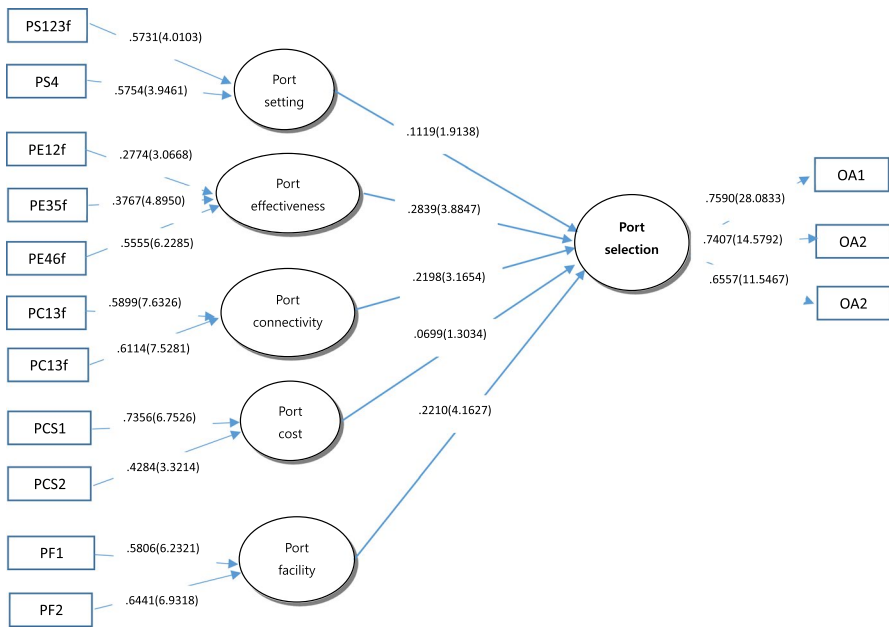 PS123f
.5731(4.0103)
PS4
.5754(3.9461)
Port
setting
PE12f
.2774(3.0668)
PE35f
.3767(4.8950)
PE46f
.5555(6.2285)
Port
effectiveness
PC13f
.5899(7.6326)
PC13f
.6114(7.5281)
Port
connectivity
PCS1
.7356(6.7526)
PCS2
.4284(3.3214)
Port
cost
PF1
.5806(6.2321)
PF2
.6441(6.9318)
Port
facility
.1119(1.9138)
.2839(3.8847)
.2198(3.1654)
.0699(1.3034)
.2210(4.1627)
Port
selection
.7590(28.0833)
.7407(14.5792)
.6557(11.5467)
OA1
OA2
OA2